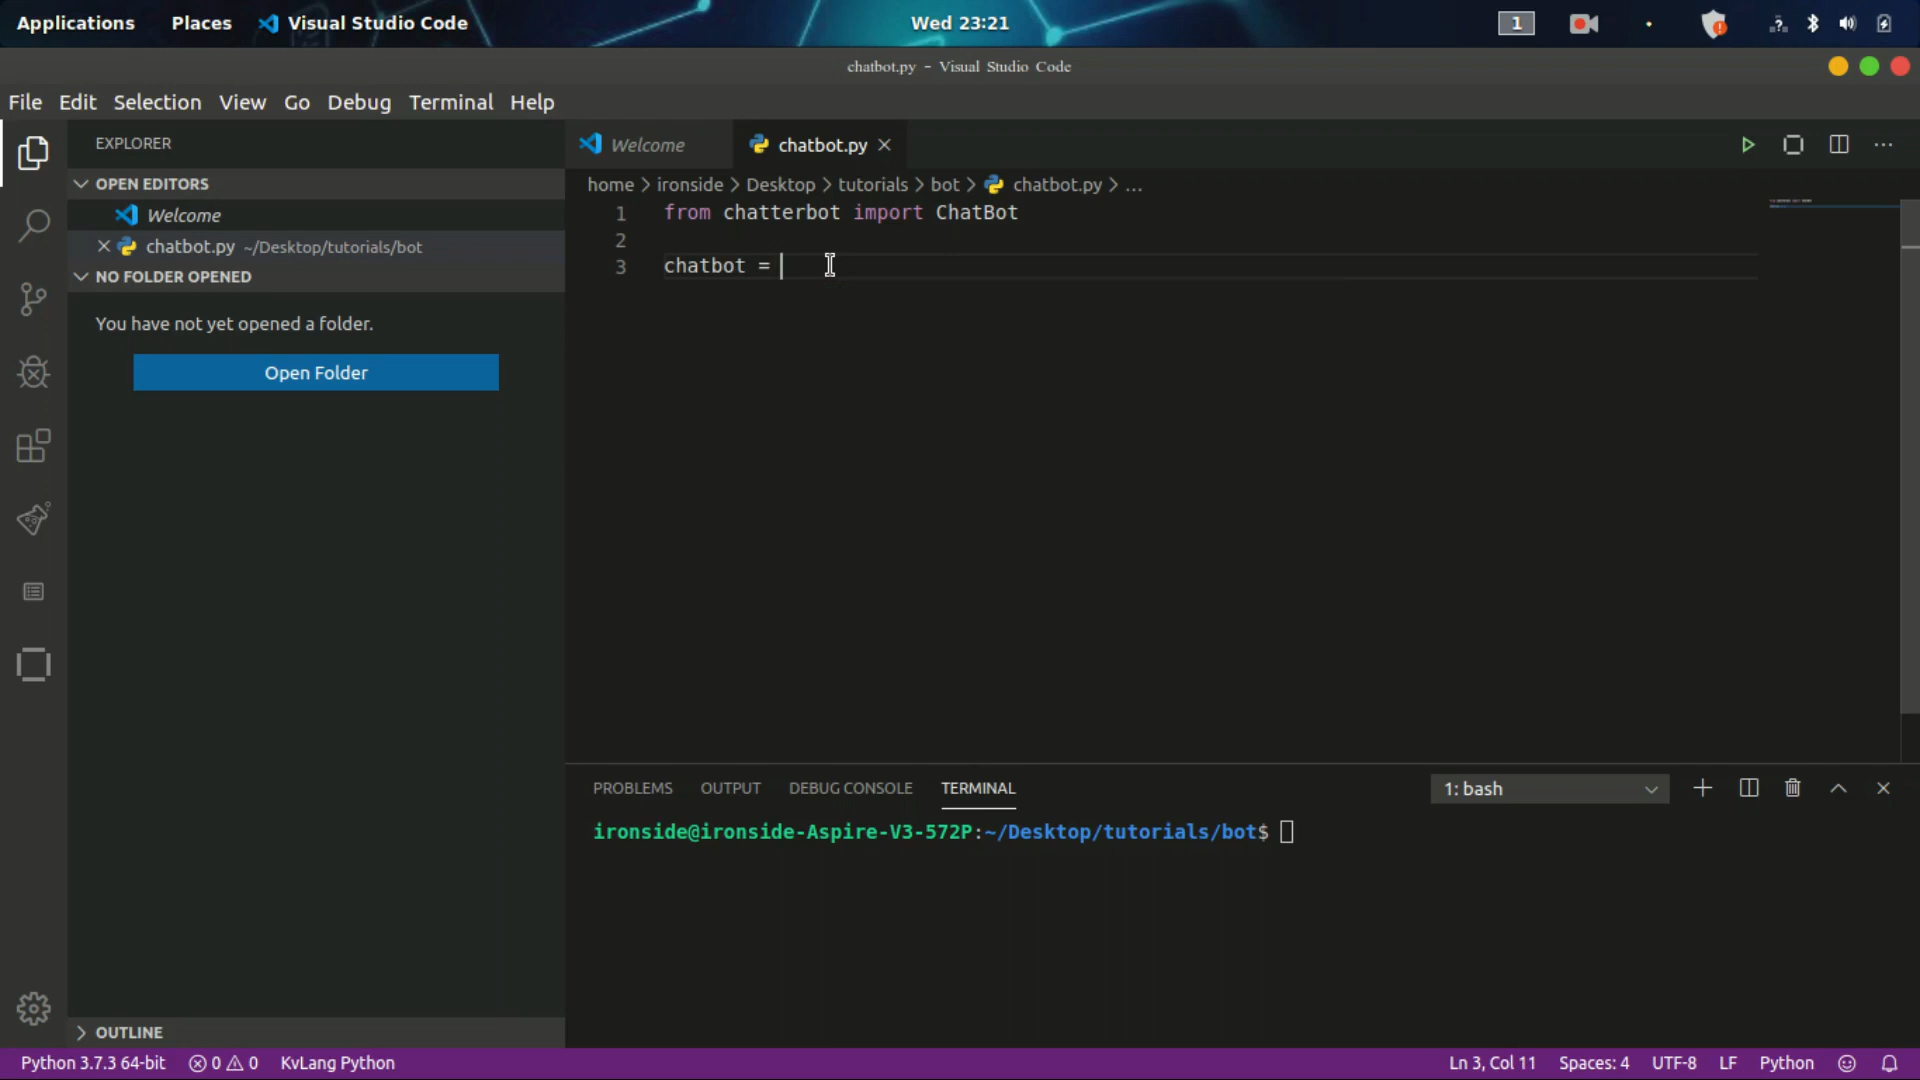 Applications Places Visual Studio Code Wed 23:21 1
chatbot.py - Visual Studio Code
File Edit Selection View Go Debug Terminal Help
EXPLORER
OPEN EDITORS
Welcome
chatbot.py ~/Desktop/tutorials/bot
NO FOLDER OPENED
You have not yet opened a folder.
Open Folder
OUTLINE
Welcome chatbot.py
home > ironside > Desktop > tutorials > bot > chatbot.py > ...
1 from chatterbot import ChatBot
2
3 chatbot =
PROBLEMS OUTPUT DEBUG CONSOLE TERMINAL 1: bash
ironside@ironside-Aspire-V3-572P:~/Desktop/tutorials/bot$
Python 3.7.3 64-bit 0 0 KvLang Python Ln 3, Col 11 Spaces: 4 UTF-8 LF Python